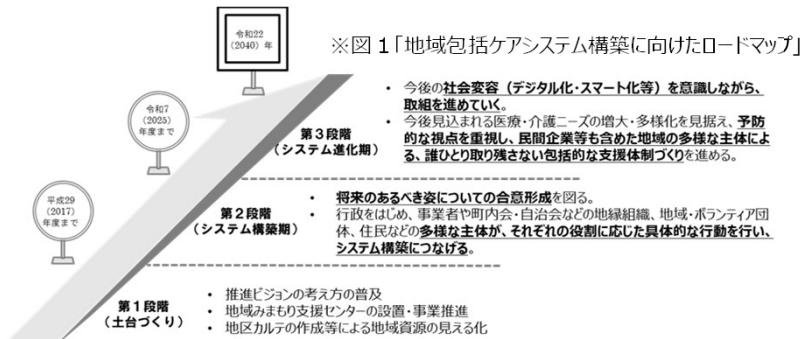 ※図1「地域包括ケアシステム構築に向けたロードマップ」
令和22
(2040)年
・ 今後の社会変容(デジタル化・スマート化等)を意識しながら、
取組を進めていく。
・ 今後見込まれる医療・介護ニーズの増大・多様化を見据え、予防
的な視点を重視し、民間企業等も含めた地域の多様な主体によ
る、誰ひとり取り残さない包括的な支援体制づくりを進める。
令和7
(2025)
年度まで
第3段階
(システム進化期)
・ 将来のあるべき姿についての合意形成を図る。
・ 行政をはじめ、事業者や町内会・自治会などの地縁組織、地域・ボランティア団
体、住民などの多様な主体が、それぞれの役割に応じた具体的な行動を行い、
システム構築につなげる。
平成29
(2017)
年度まで
第2段階
(システム構築期)
第1段階
(土台づくり)
・ 推進ビジョンの考え方の普及
・ 地域みまもり支援センターの設置・事業推進
・ 地区カルテの作成等による地域資源の見える化